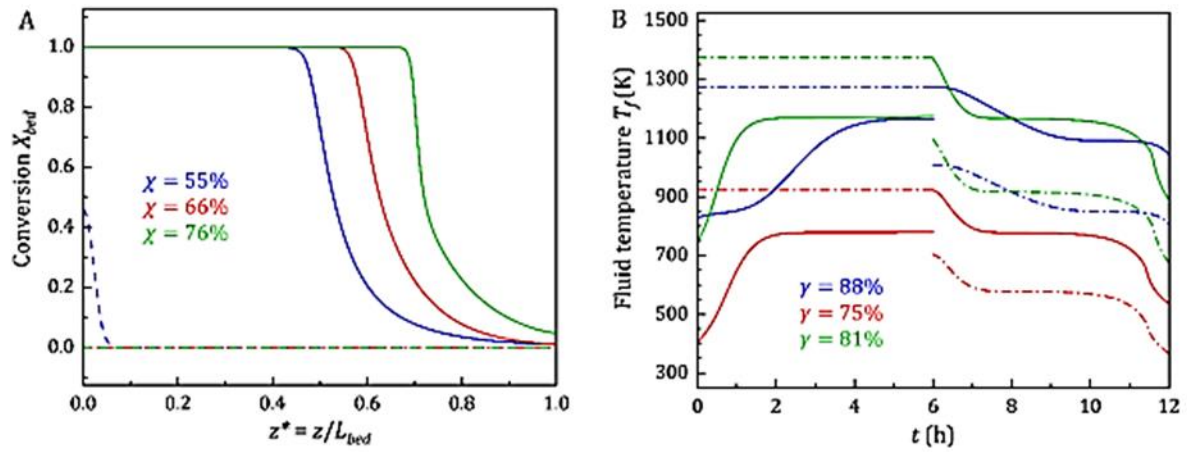 A
Conversion X_bed
1.0
0.8
0.6
0.4
0.2
0.0
χ = 55%
χ = 66%
χ = 76%
0.0 0.2 0.4 0.6 0.8 1.0
z* = z/L_bed
B
Fluid temperature T_f (K)
1500
1300
1100
900
700
500
300
γ = 88%
γ = 75%
γ = 81%
0 2 4 6 8 10 12
t (h)